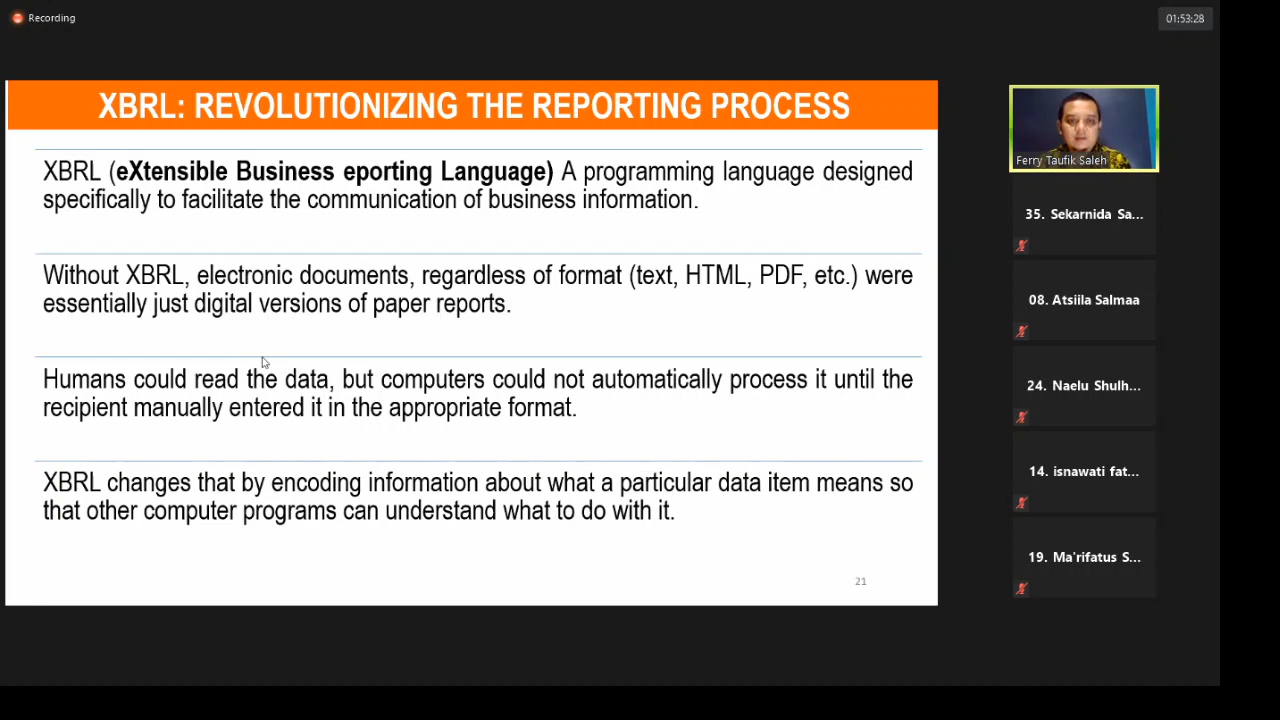 Recording
01:53:28
XBRL: REVOLUTIONIZING THE REPORTING PROCESS
XBRL (eXtensible Business eporting Language) A programming language designed
specifically to facilitate the communication of business information.
Without XBRL, electronic documents, regardless of format (text, HTML, PDF, etc.) were
essentially just digital versions of paper reports.
Humans could read the data, but computers could not automatically process it until the
recipient manually entered it in the appropriate format.
XBRL changes that by encoding information about what a particular data item means so
that other computer programs can understand what to do with it.
21
Ferry Taufik Saleh
35. Sekarnida Sa...
08. Atsiila Salmaa
24. Naelu Shulh...
14. isnawati fat...
19. Ma'rifatus S...